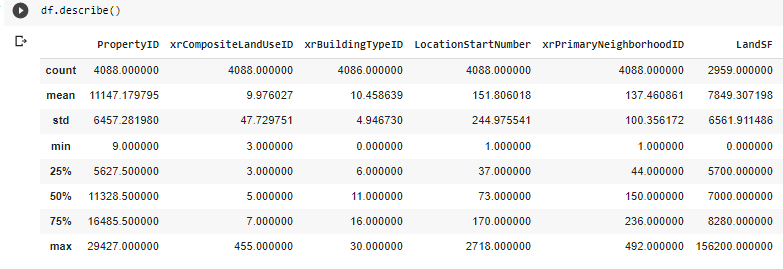 df.describe()
PropertyID xrCompositeLandUseID xrBuildingTypeID LocationStartNumber xrPrimaryNeighborhoodID LandSF
count 4088.000000 4088.000000 4086.000000 4088.000000 4088.000000 2959.000000
mean 11147.179795 9.976027 10.458639 151.806018 137.460861 7849.307198
std 6457.281980 47.729751 4.946730 244.975541 100.356172 6561.911486
min 9.000000 3.000000 0.000000 1.000000 1.000000 0.000000
25% 5627.500000 3.000000 6.000000 37.000000 44.000000 5700.000000
50% 11328.500000 5.000000 11.000000 73.000000 150.000000 7000.000000
75% 16485.500000 7.000000 16.000000 170.000000 236.000000 8280.000000
max 29427.000000 455.000000 30.000000 2718.000000 492.000000 156200.000000